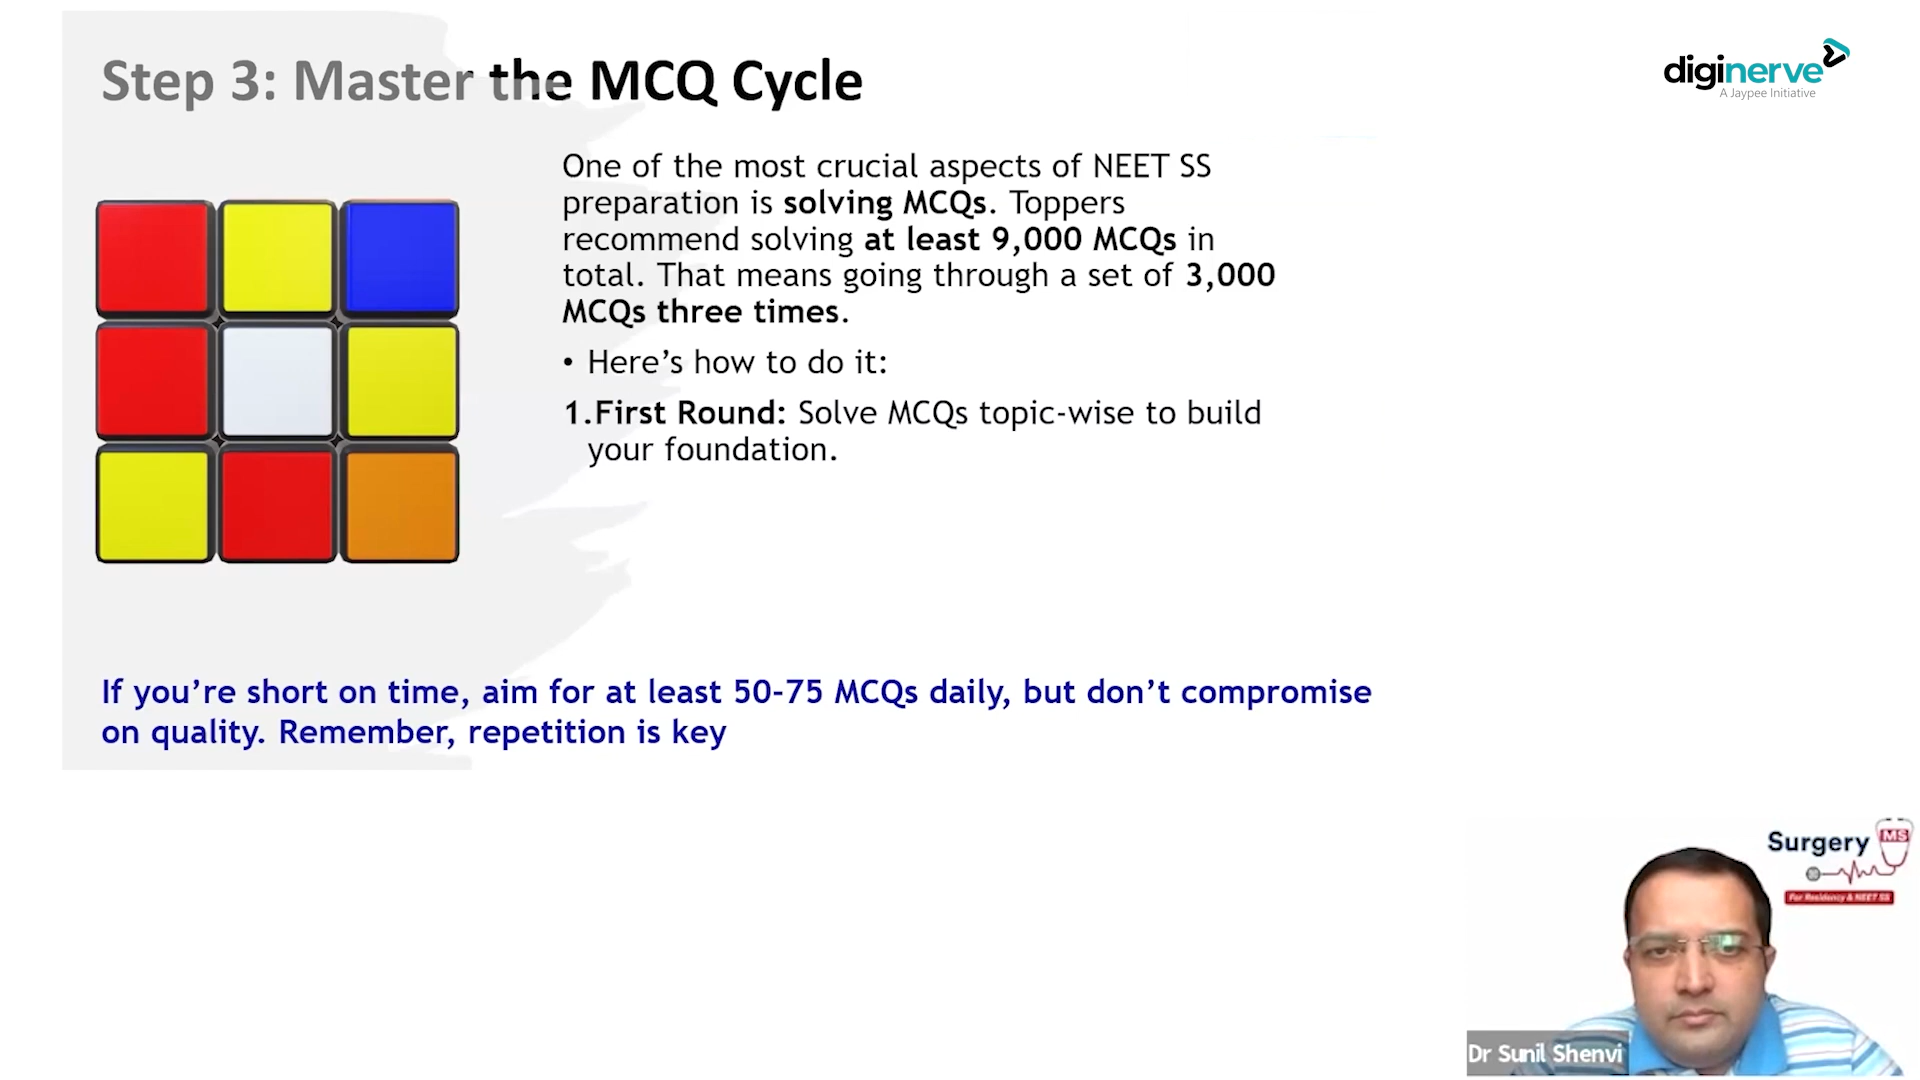 Step 3: Master the MCQ Cycle
diginerve
A Jaypee Initiative
One of the most crucial aspects of NEET SS
preparation is solving MCQs. Toppers
recommend solving at least 9,000 MCQs in
total. That means going through a set of 3,000
MCQs three times.
• Here’s how to do it:
1.First Round: Solve MCQs topic-wise to build
your foundation.
If you’re short on time, aim for at least 50-75 MCQs daily, but don’t compromise
on quality. Remember, repetition is key
Surgery MS
For Residency & NEET SS
Dr Sunil Shenvi